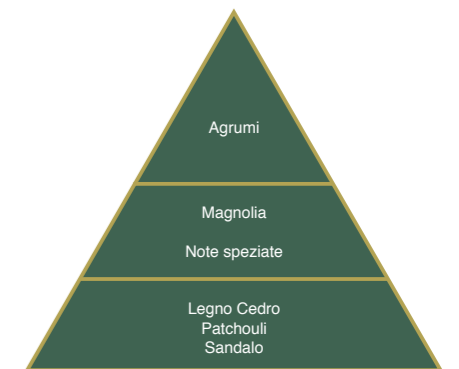 Agrumi
Magnolia
Note speziate
Legno Cedro
Patchouli
Sandalo